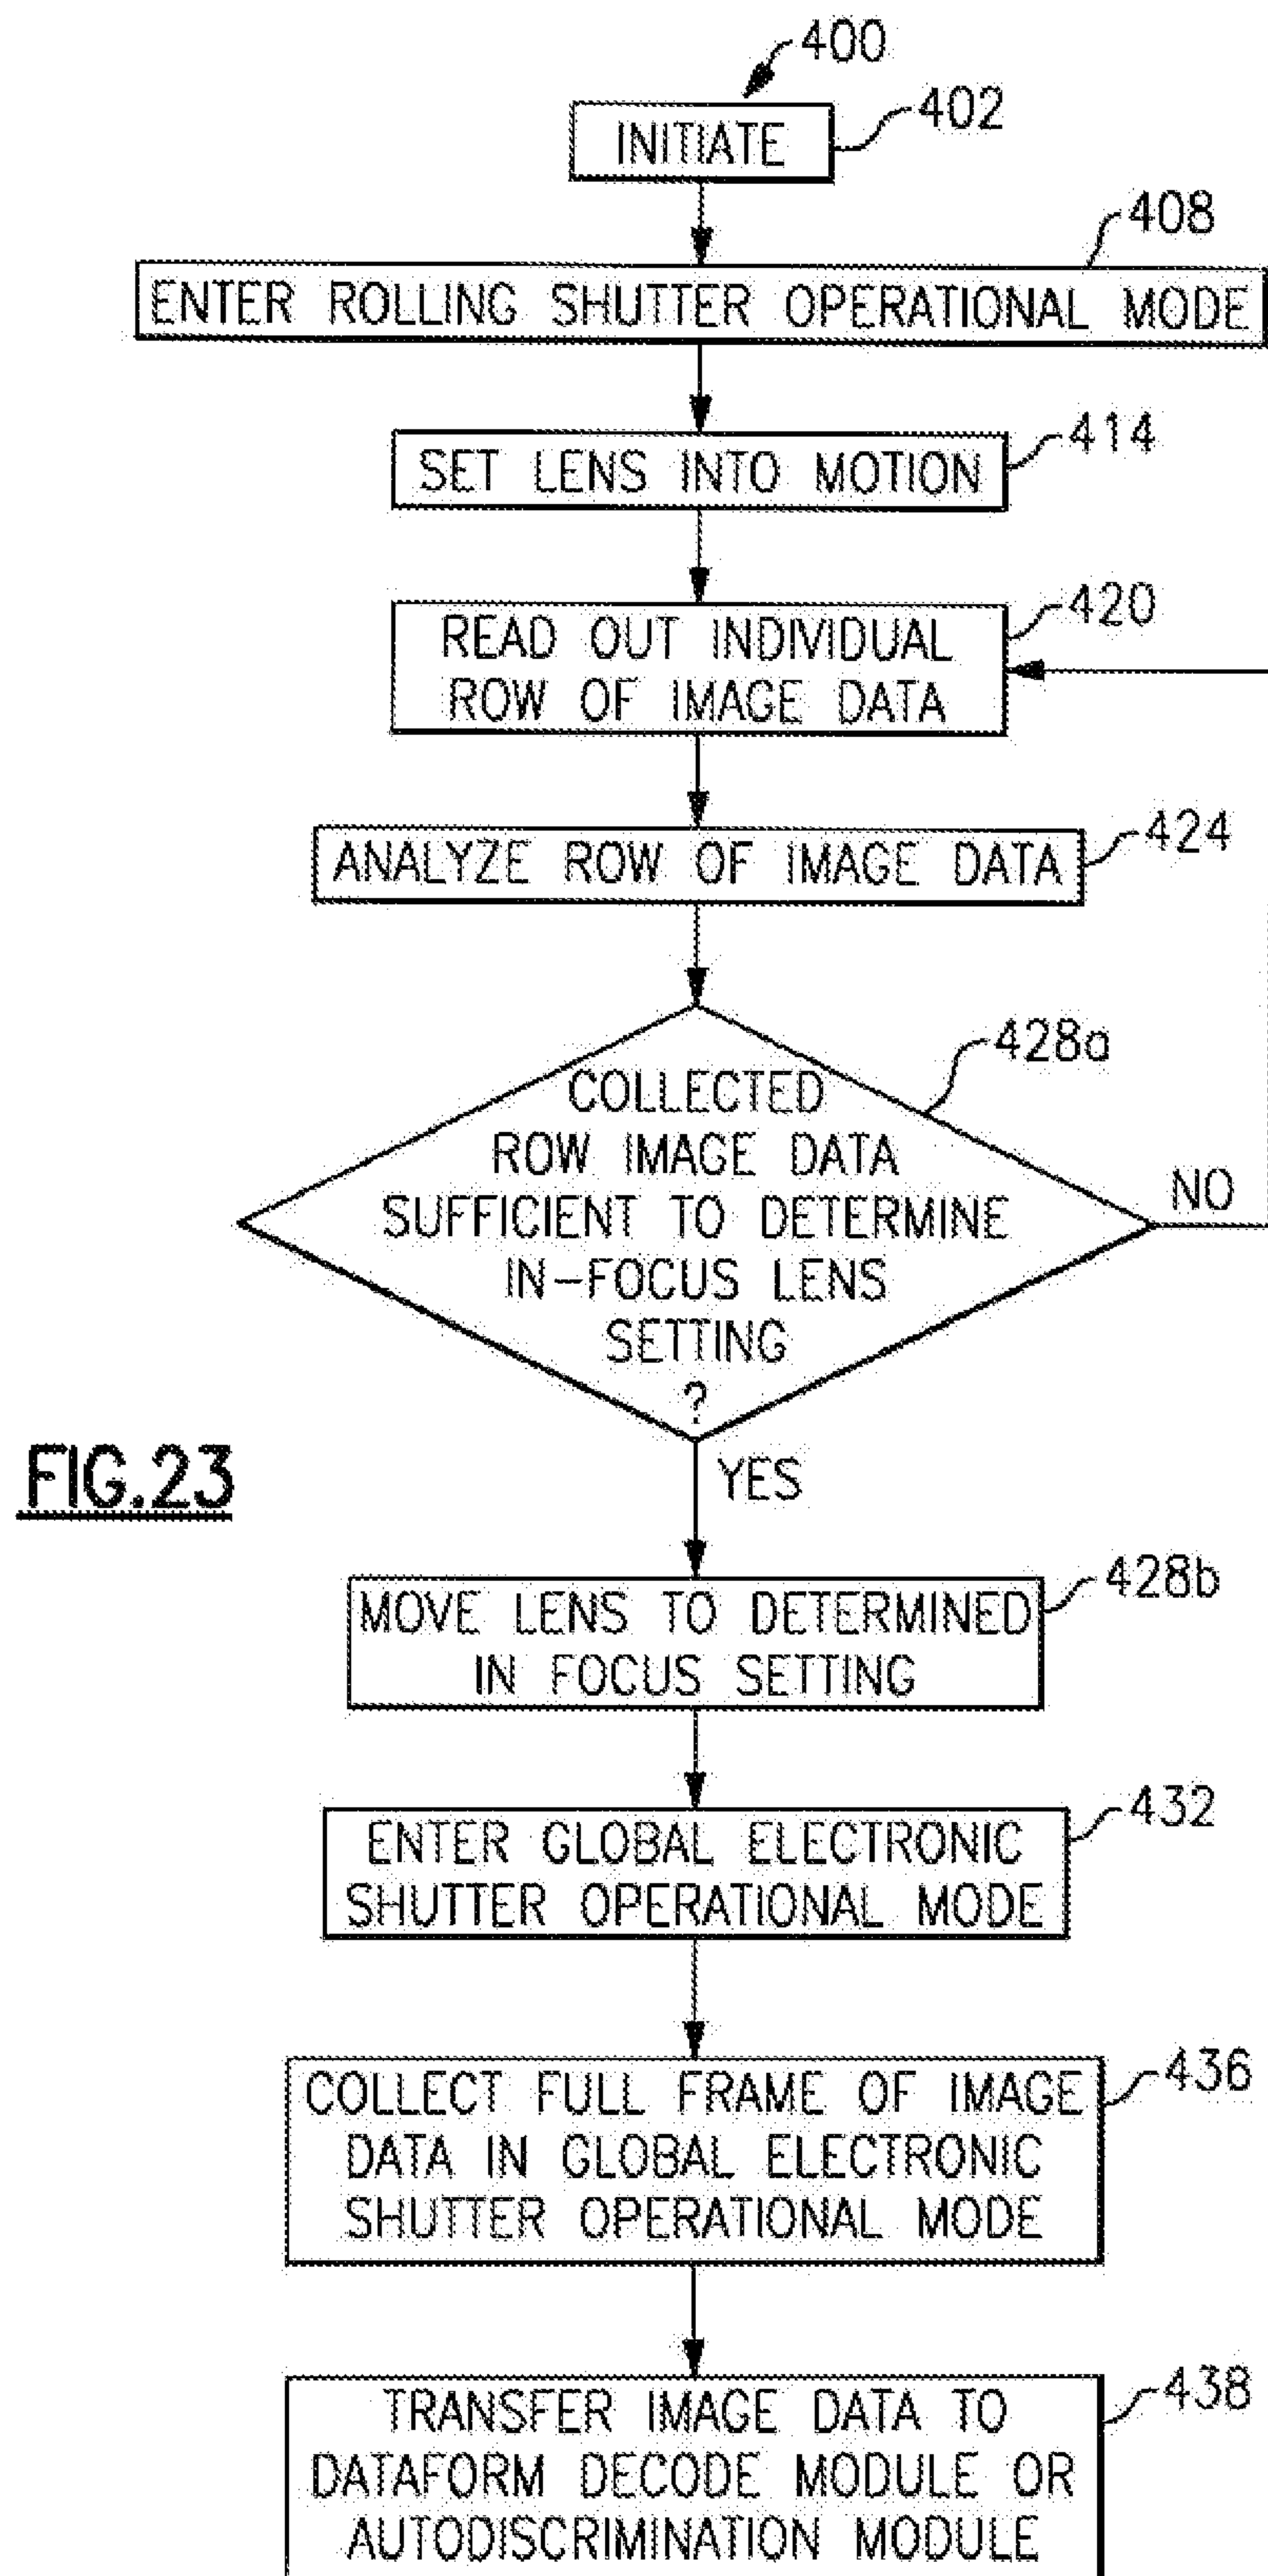 400
INITIATE
402
408
ENTER ROLLING SHUTTER OPERATIONAL MODE
SET LENS INTO MOTION
414
READ OUT INDIVIDUAL
ROW OF IMAGE DATA
420
ANALYZE ROW OF IMAGE DATA
424
428a
COLLECTED
ROW IMAGE DATA
SUFFICIENT TO DETERMINE
IN-FOCUS LENS
SETTING
?
NO
YES
FIG.23
MOVE LENS TO DETERMINED
IN FOCUS SETTING
428b
ENTER GLOBAL ELECTRONIC
SHUTTER OPERATIONAL MODE
432
COLLECT FULL FRAME OF IMAGE
DATA IN GLOBAL ELECTRONIC
SHUTTER OPERATIONAL MODE
436
TRANSFER IMAGE DATA TO
DATAFORM DECODE MODULE OR
AUTODISCRIMINATION MODULE
438